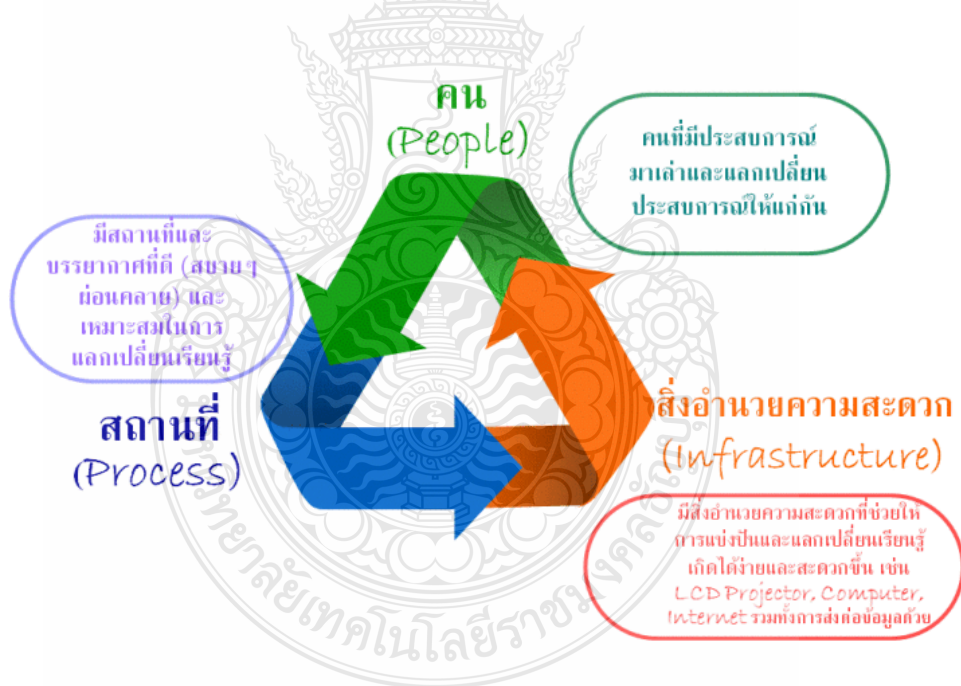 คน
(People)
คนที่มีประสบการณ์
มาเล่าและแลกเปลี่ยน
ประสบการณ์ให้แก่กัน
มีสถานที่และ
บรรยากาศที่ดี (สบายๆ
ผ่อนคลาย) และ
เหมาะสมในการ
แลกเปลี่ยนเรียนรู้
สถานที่
(Process)
สิ่งอำนวยความสะดวก
(Infrastructure)
มีสิ่งอำนวยความสะดวกที่ช่วยให้
การแบ่งปันและแลกเปลี่ยนเรียนรู้
เกิดได้ง่ายและสะดวกขึ้น เช่น
LCD Projector, Computer,
Internet รวมทั้งการส่งต่อข้อมูลด้วย